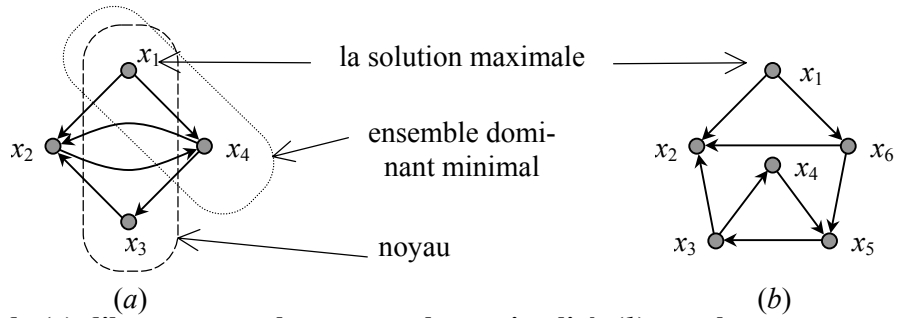 x1
la solution maximale
x1
x2
x4
ensemble domi-
nant minimal
x2
x4
x6
x3
noyau
x3
x5
(a)
(b)